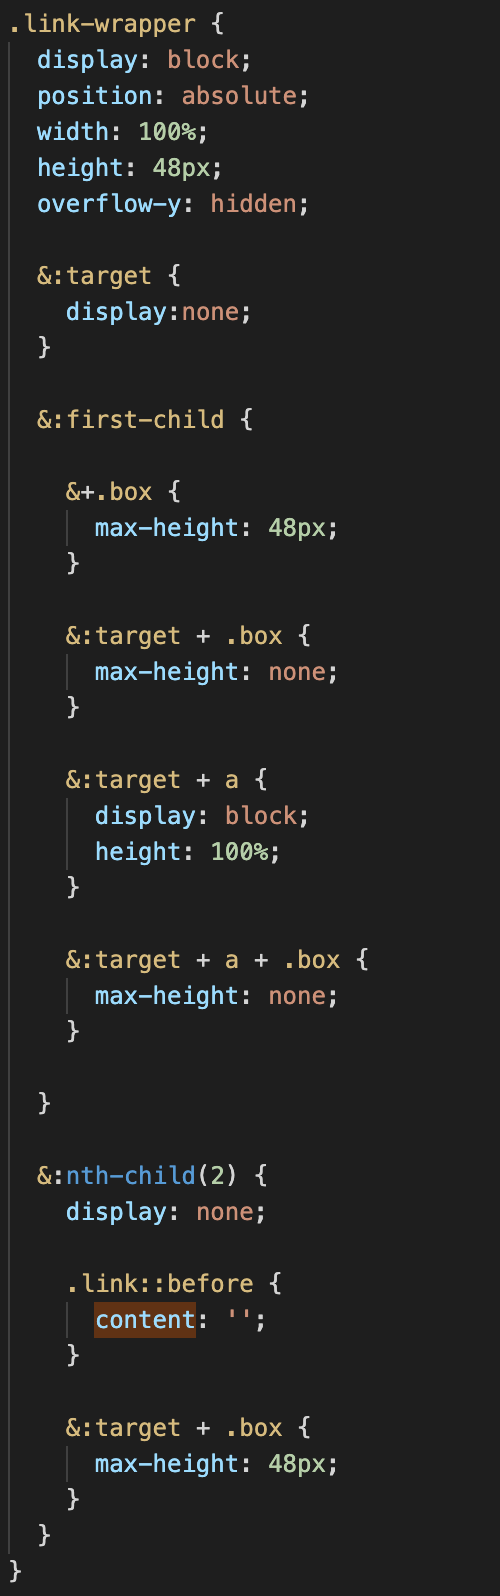 .link-wrapper {
  display: block;
  position: absolute;
  width: 100%;
  height: 48px;
  overflow-y: hidden;

  &:target {
    display:none;
  }

  &:first-child {

    &+.box {
      max-height: 48px;
    }

    &:target + .box {
      max-height: none;
    }

    &:target + a {
      display: block;
      height: 100%;
    }

    &:target + a + .box {
      max-height: none;
    }

  }

  &:nth-child(2) {
    display: none;

    .link::before {
      content: '';
    }

    &:target + .box {
      max-height: 48px;
    }
  }
}